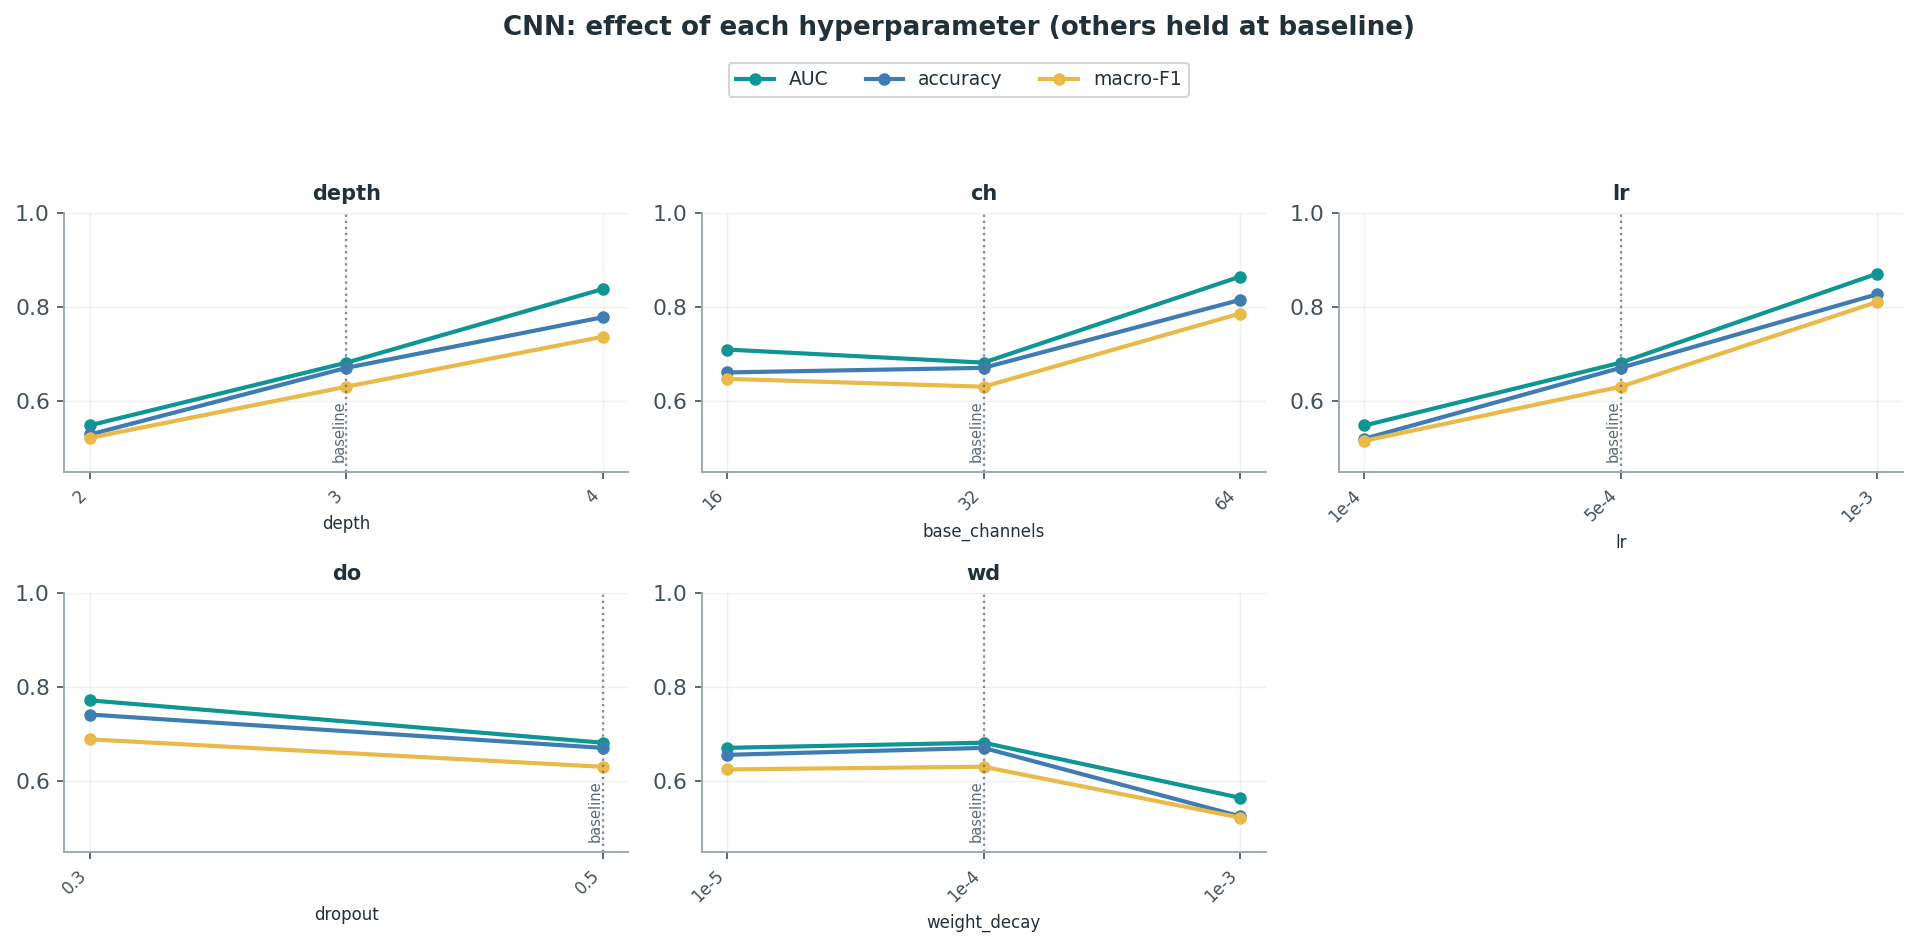 CNN: effect of each hyperparameter (others held at baseline)
AUC accuracy macro-F1
depth
1.0
0.8
0.6
baseline
2 3 4
depth
ch
1.0
0.8
0.6
baseline
16 32 64
base_channels
lr
1.0
0.8
0.6
baseline
1e-4 5e-4 1e-3
lr
do
1.0
0.8
0.6
baseline
0.3 0.5
dropout
wd
1.0
0.8
0.6
baseline
1e-5 1e-4 1e-3
weight_decay